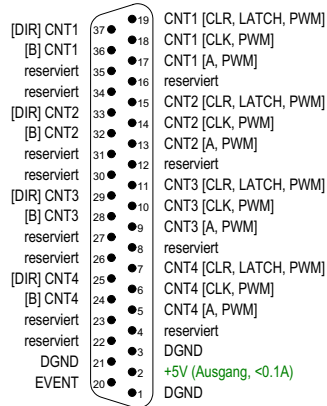 19 CNT1 [CLR, LATCH, PWM]
[DIR] CNT1 37
18 CNT1 [CLK, PWM]
[B] CNT1 36
17 CNT1 [A, PWM]
reserviert 35
16 reserviert
reserviert 34
15 CNT2 [CLR, LATCH, PWM]
[DIR] CNT2 33
14 CNT2 [CLK, PWM]
[B] CNT2 32
13 CNT2 [A, PWM]
reserviert 31
12 reserviert
reserviert 30
11 CNT3 [CLR, LATCH, PWM]
[DIR] CNT3 29
10 CNT3 [CLK, PWM]
[B] CNT3 28
9 CNT3 [A, PWM]
reserviert 27
8 reserviert
reserviert 26
7 CNT4 [CLR, LATCH, PWM]
[DIR] CNT4 25
6 CNT4 [CLK, PWM]
[B] CNT4 24
5 CNT4 [A, PWM]
reserviert 23
4 reserviert
reserviert 22
3 DGND
DGND 21
2 +5V (Ausgang, <0.1A)
EVENT 20
1 DGND